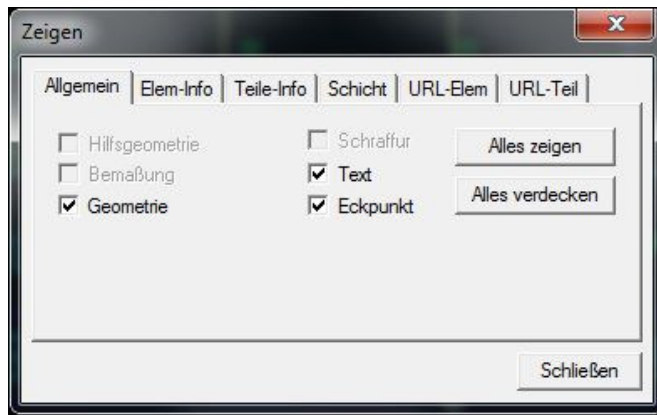 Zeigen
Allgemein Elem-Info Teile-Info Schicht URL-Elem URL-Teil
Hilfsgeometrie Schraffur Alles zeigen
Bemaßung Text
Geometrie Eckpunkt Alles verdecken
Schließen